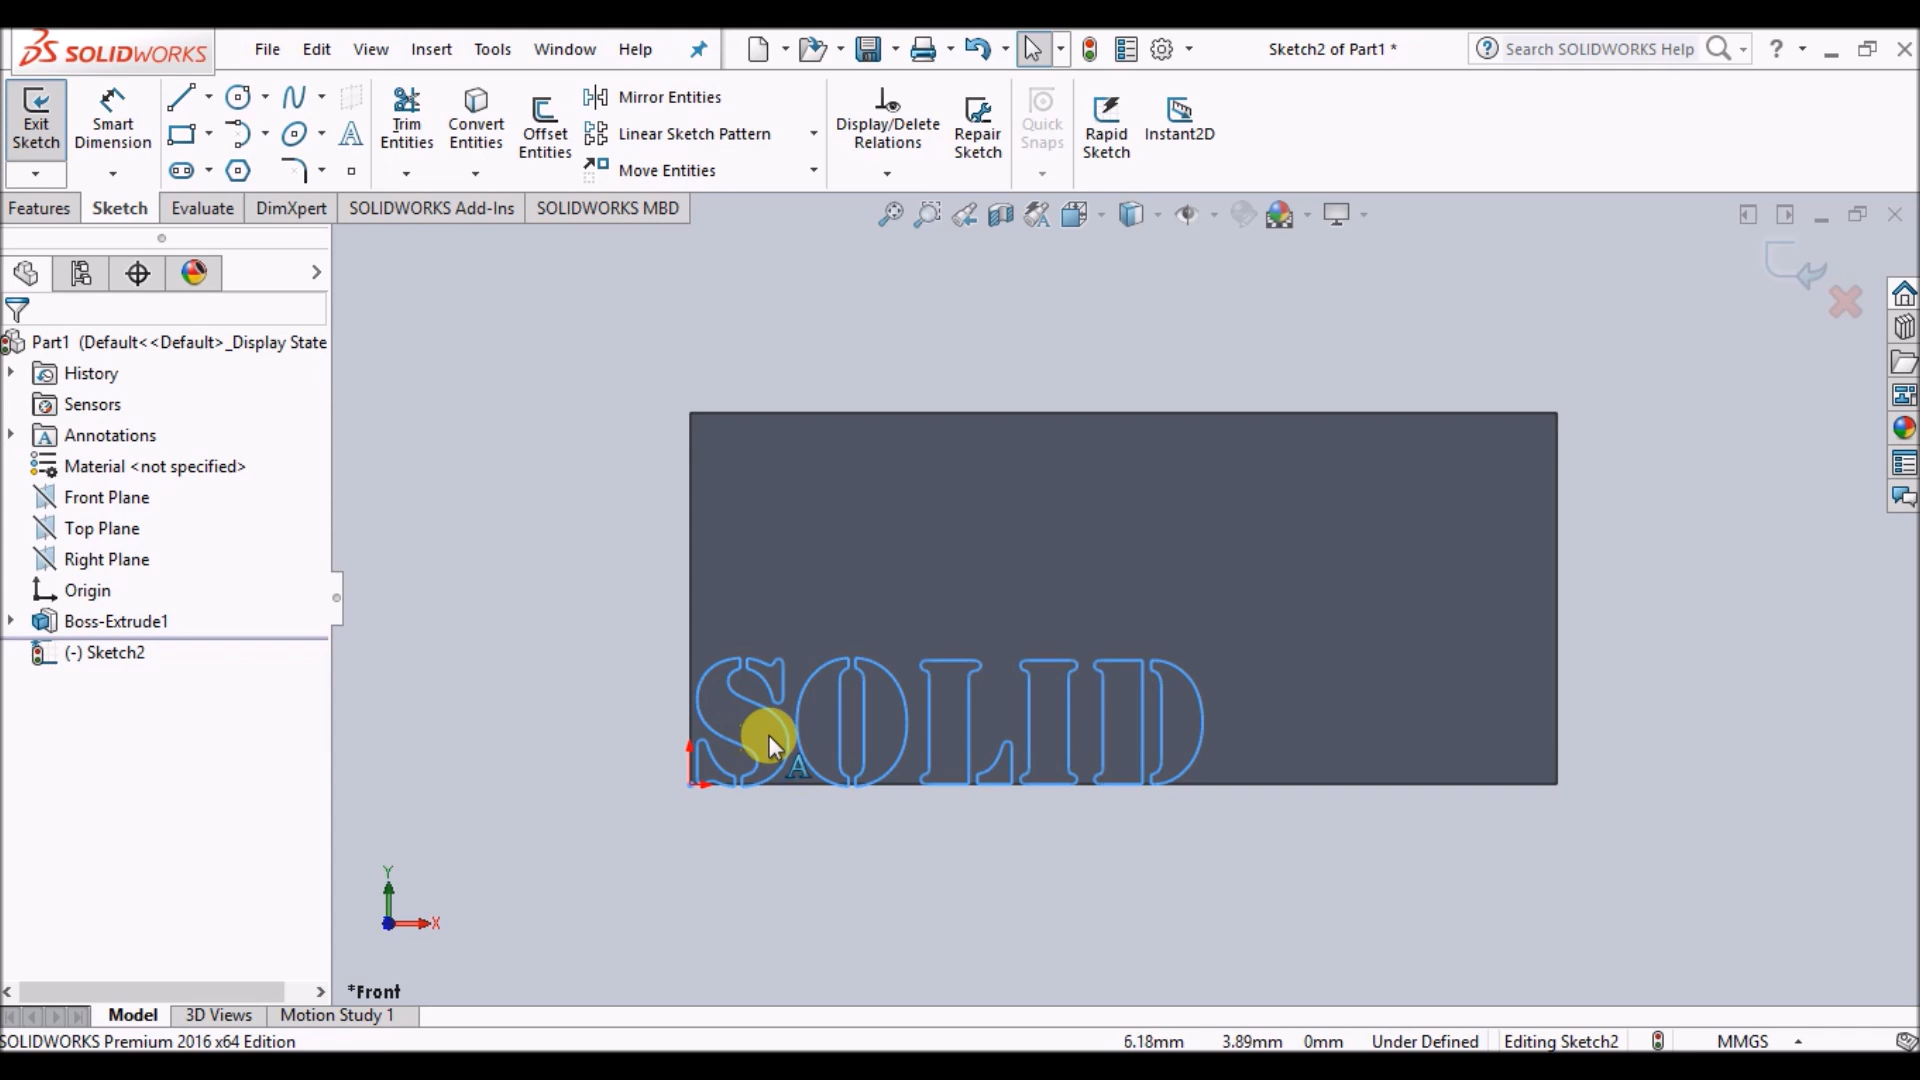 SOLIDWORKS File Edit View Insert Tools Window Help Sketch2 of Part1 * Search SOLIDWORKS Help
Exit Sketch
Smart Dimension
Trim Entities
Convert Entities
Offset Entities
Mirror Entities
Linear Sketch Pattern
Move Entities
Display/Delete Relations
Repair Sketch
Quick Snaps
Rapid Sketch
Instant2D
Features Sketch Evaluate DimXpert SOLIDWORKS Add-Ins SOLIDWORKS MBD
Part1 (Default<<Default>_Display State
History
Sensors
Annotations
Material <not specified>
Front Plane
Top Plane
Right Plane
Origin
Boss-Extrude1
(-) Sketch2
SOLID
A
Y
X
*Front
Model 3D Views Motion Study 1
SOLIDWORKS Premium 2016 x64 Edition 6.18mm 3.89mm 0mm Under Defined Editing Sketch2 MMGS